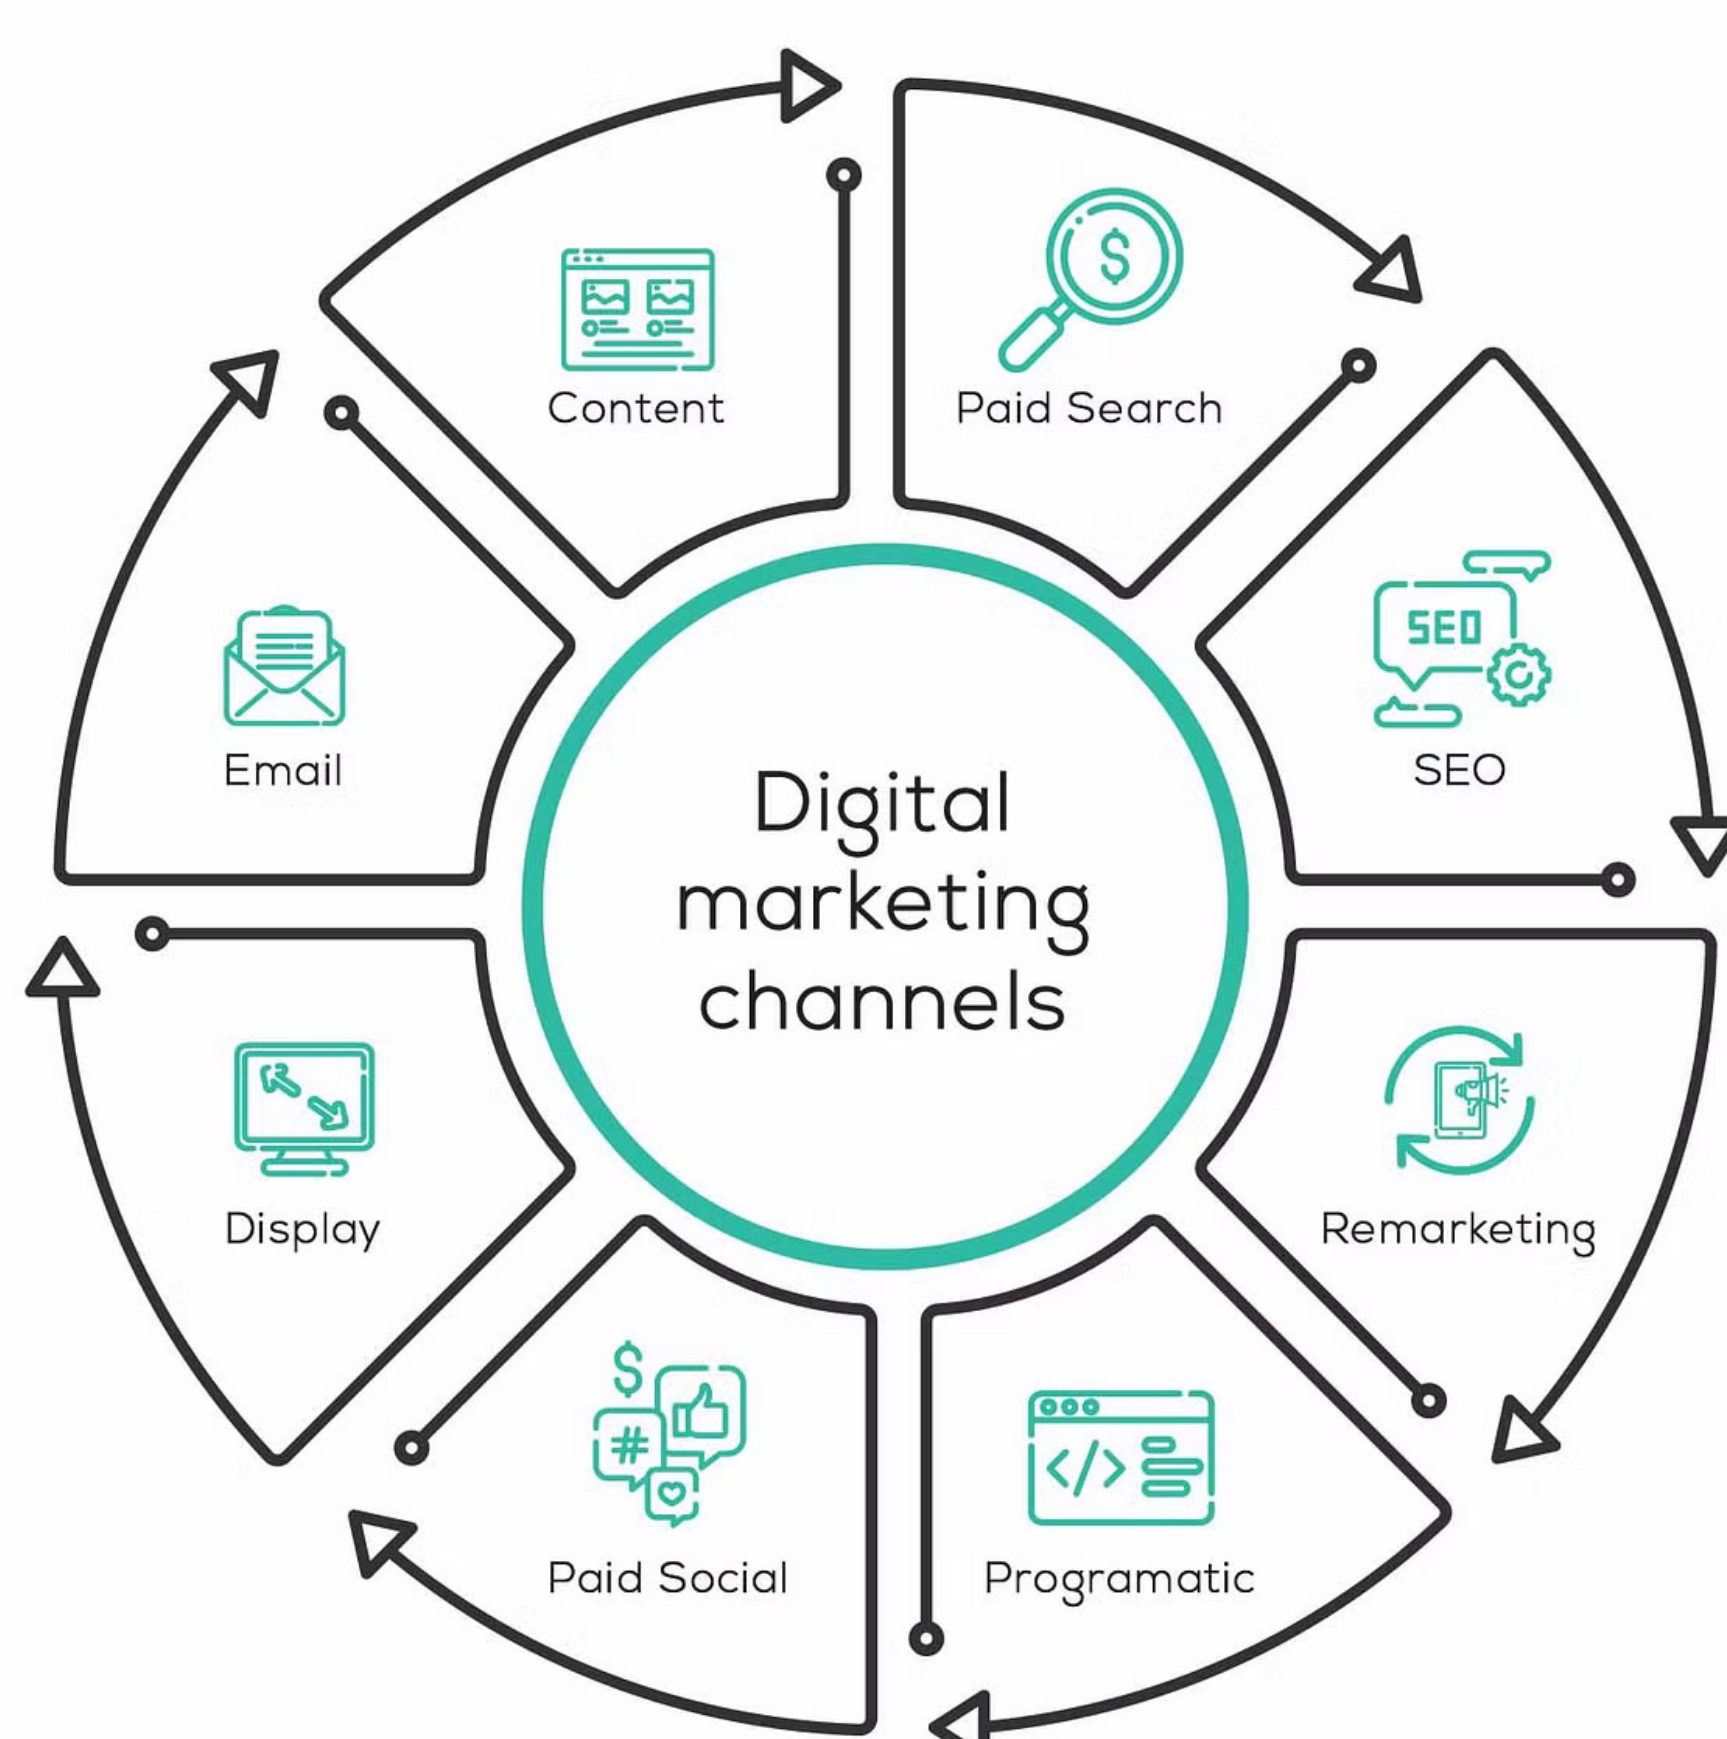 Content
$
Paid Search
SEO
SEO
Email
Digital
marketing
channels
Display
Remarketing
$
#
</>
Paid Social
Programatic